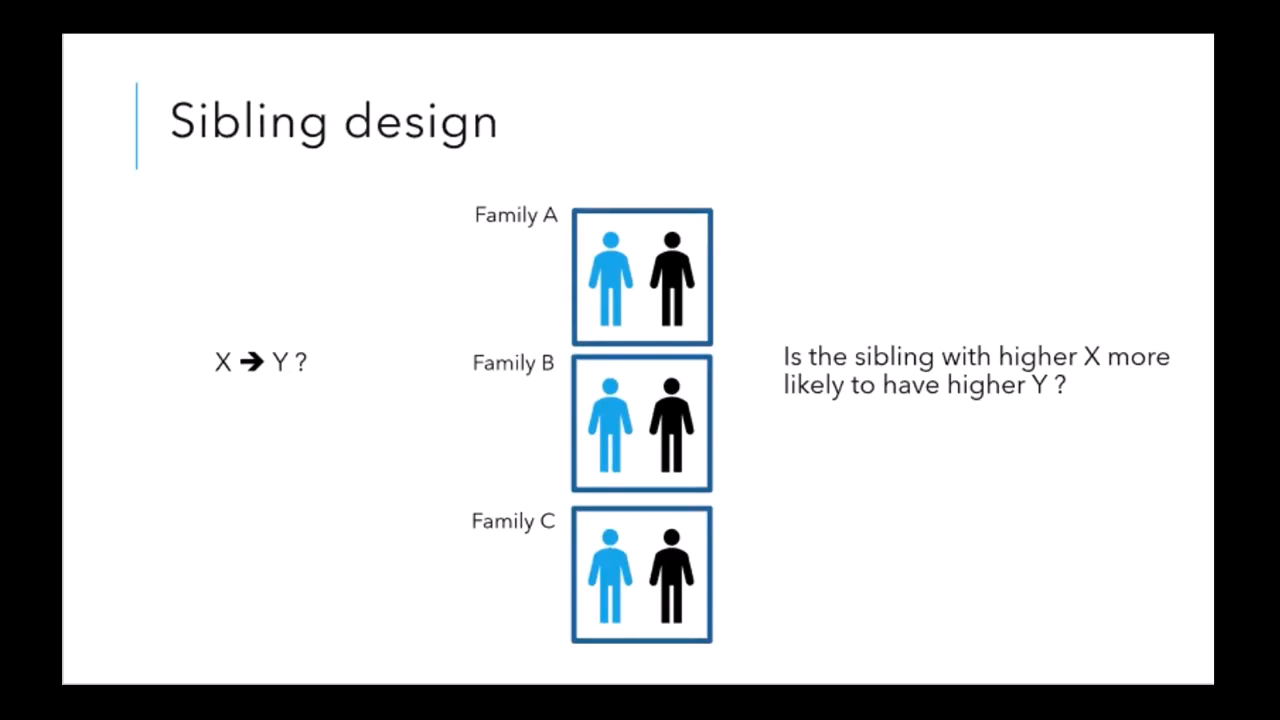 Sibling design
Family A
X ➔ Y ?
Family B
Is the sibling with higher X more
likely to have higher Y ?
Family C